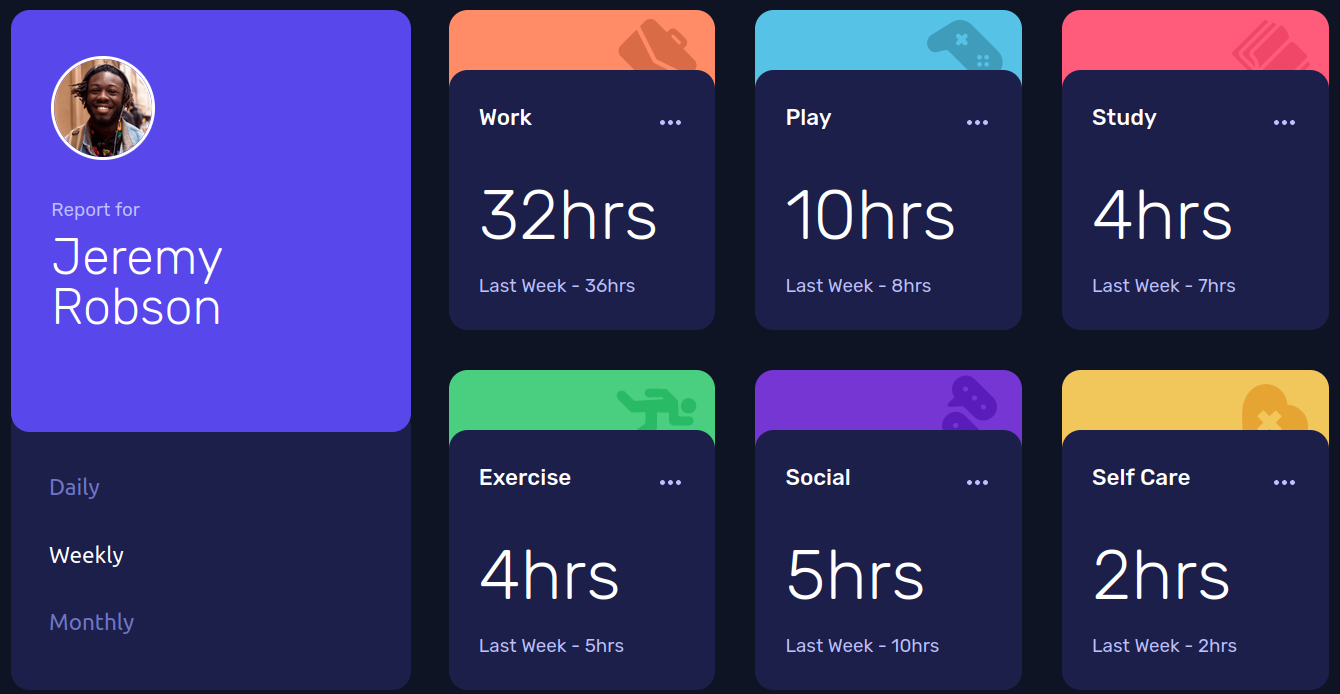 Report for
Jeremy
Robson
Daily
Weekly
Monthly
Work
32hrs
Last Week - 36hrs
Play
10hrs
Last Week - 8hrs
Study
4hrs
Last Week - 7hrs
Exercise
4hrs
Last Week - 5hrs
Social
5hrs
Last Week - 10hrs
Self Care
2hrs
Last Week - 2hrs